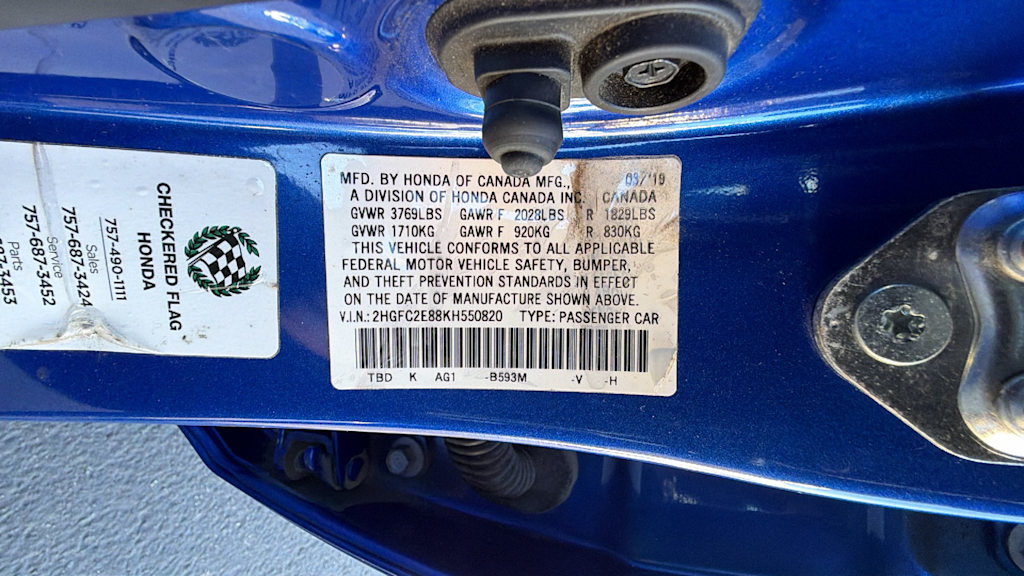 MFD. BY HONDA OF CANADA MFG., 03/'19
A DIVISION OF HONDA CANADA INC. CANADA
GVWR 3769LBS GAWR F 2028LBS R 1829LBS
GVWR 1710KG GAWR F 920KG R 830KG
THIS VEHICLE CONFORMS TO ALL APPLICABLE
FEDERAL MOTOR VEHICLE SAFETY, BUMPER,
AND THEFT PREVENTION STANDARDS IN EFFECT
ON THE DATE OF MANUFACTURE SHOWN ABOVE.
V.I.N.: 2HGFC2E88KH550820 TYPE: PASSENGER CAR
TBD K AG1 -B593M -V -H
CHECKERED FLAG
HONDA
757-490-1111
Sales
757-687-3424
Service
757-687-3452
Parts